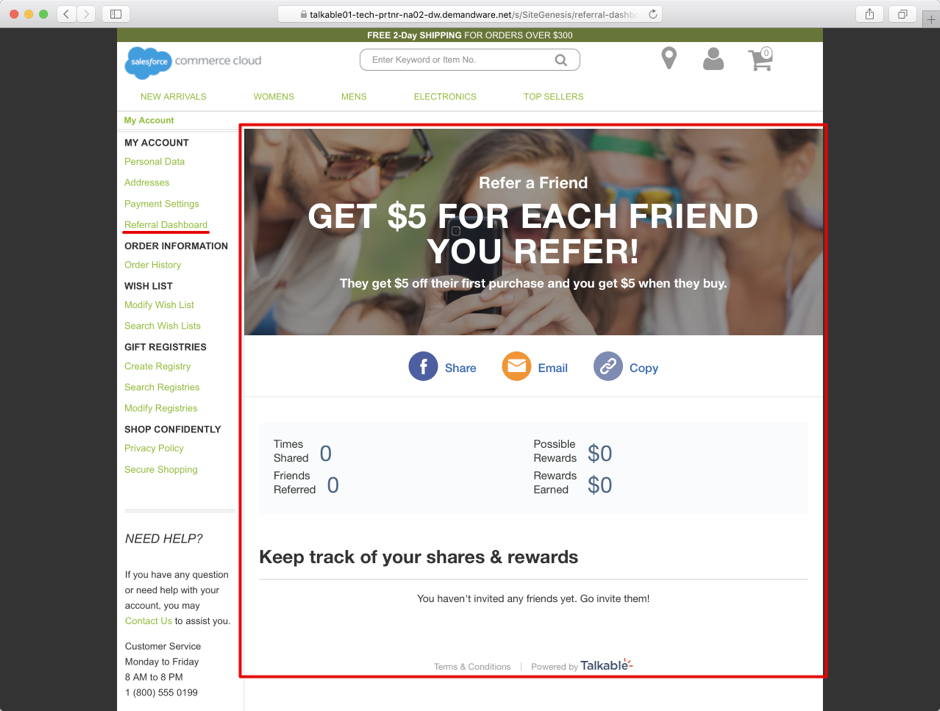 talkable01-tech-prtnr-na02-dw.demandware.net/s/SiteGenesis/referral-dashb
FREE 2-Day SHIPPING FOR ORDERS OVER $300
salesforce commerce cloud
Enter Keyword or Item No.
0
NEW ARRIVALS WOMENS MENS ELECTRONICS TOP SELLERS
My Account
MY ACCOUNT
Personal Data
Addresses
Payment Settings
Referral Dashboard
ORDER INFORMATION
Order History
WISH LIST
Modify Wish List
Search Wish Lists
GIFT REGISTRIES
Create Registry
Search Registries
Modify Registries
SHOP CONFIDENTLY
Privacy Policy
Secure Shopping
NEED HELP?
If you have any question
or need help with your
account, you may
Contact Us to assist you.
Customer Service
Monday to Friday
8 AM to 8 PM
1 (800) 555 0199
Refer a Friend
GET $5 FOR EACH FRIEND
YOU REFER!
They get $5 off their first purchase and you get $5 when they buy.
f Share Email Copy
Times
Shared 0
Friends
Referred 0
Possible
Rewards $0
Rewards
Earned $0
Keep track of your shares & rewards
You haven't invited any friends yet. Go invite them!
Terms & Conditions | Powered by Talkable